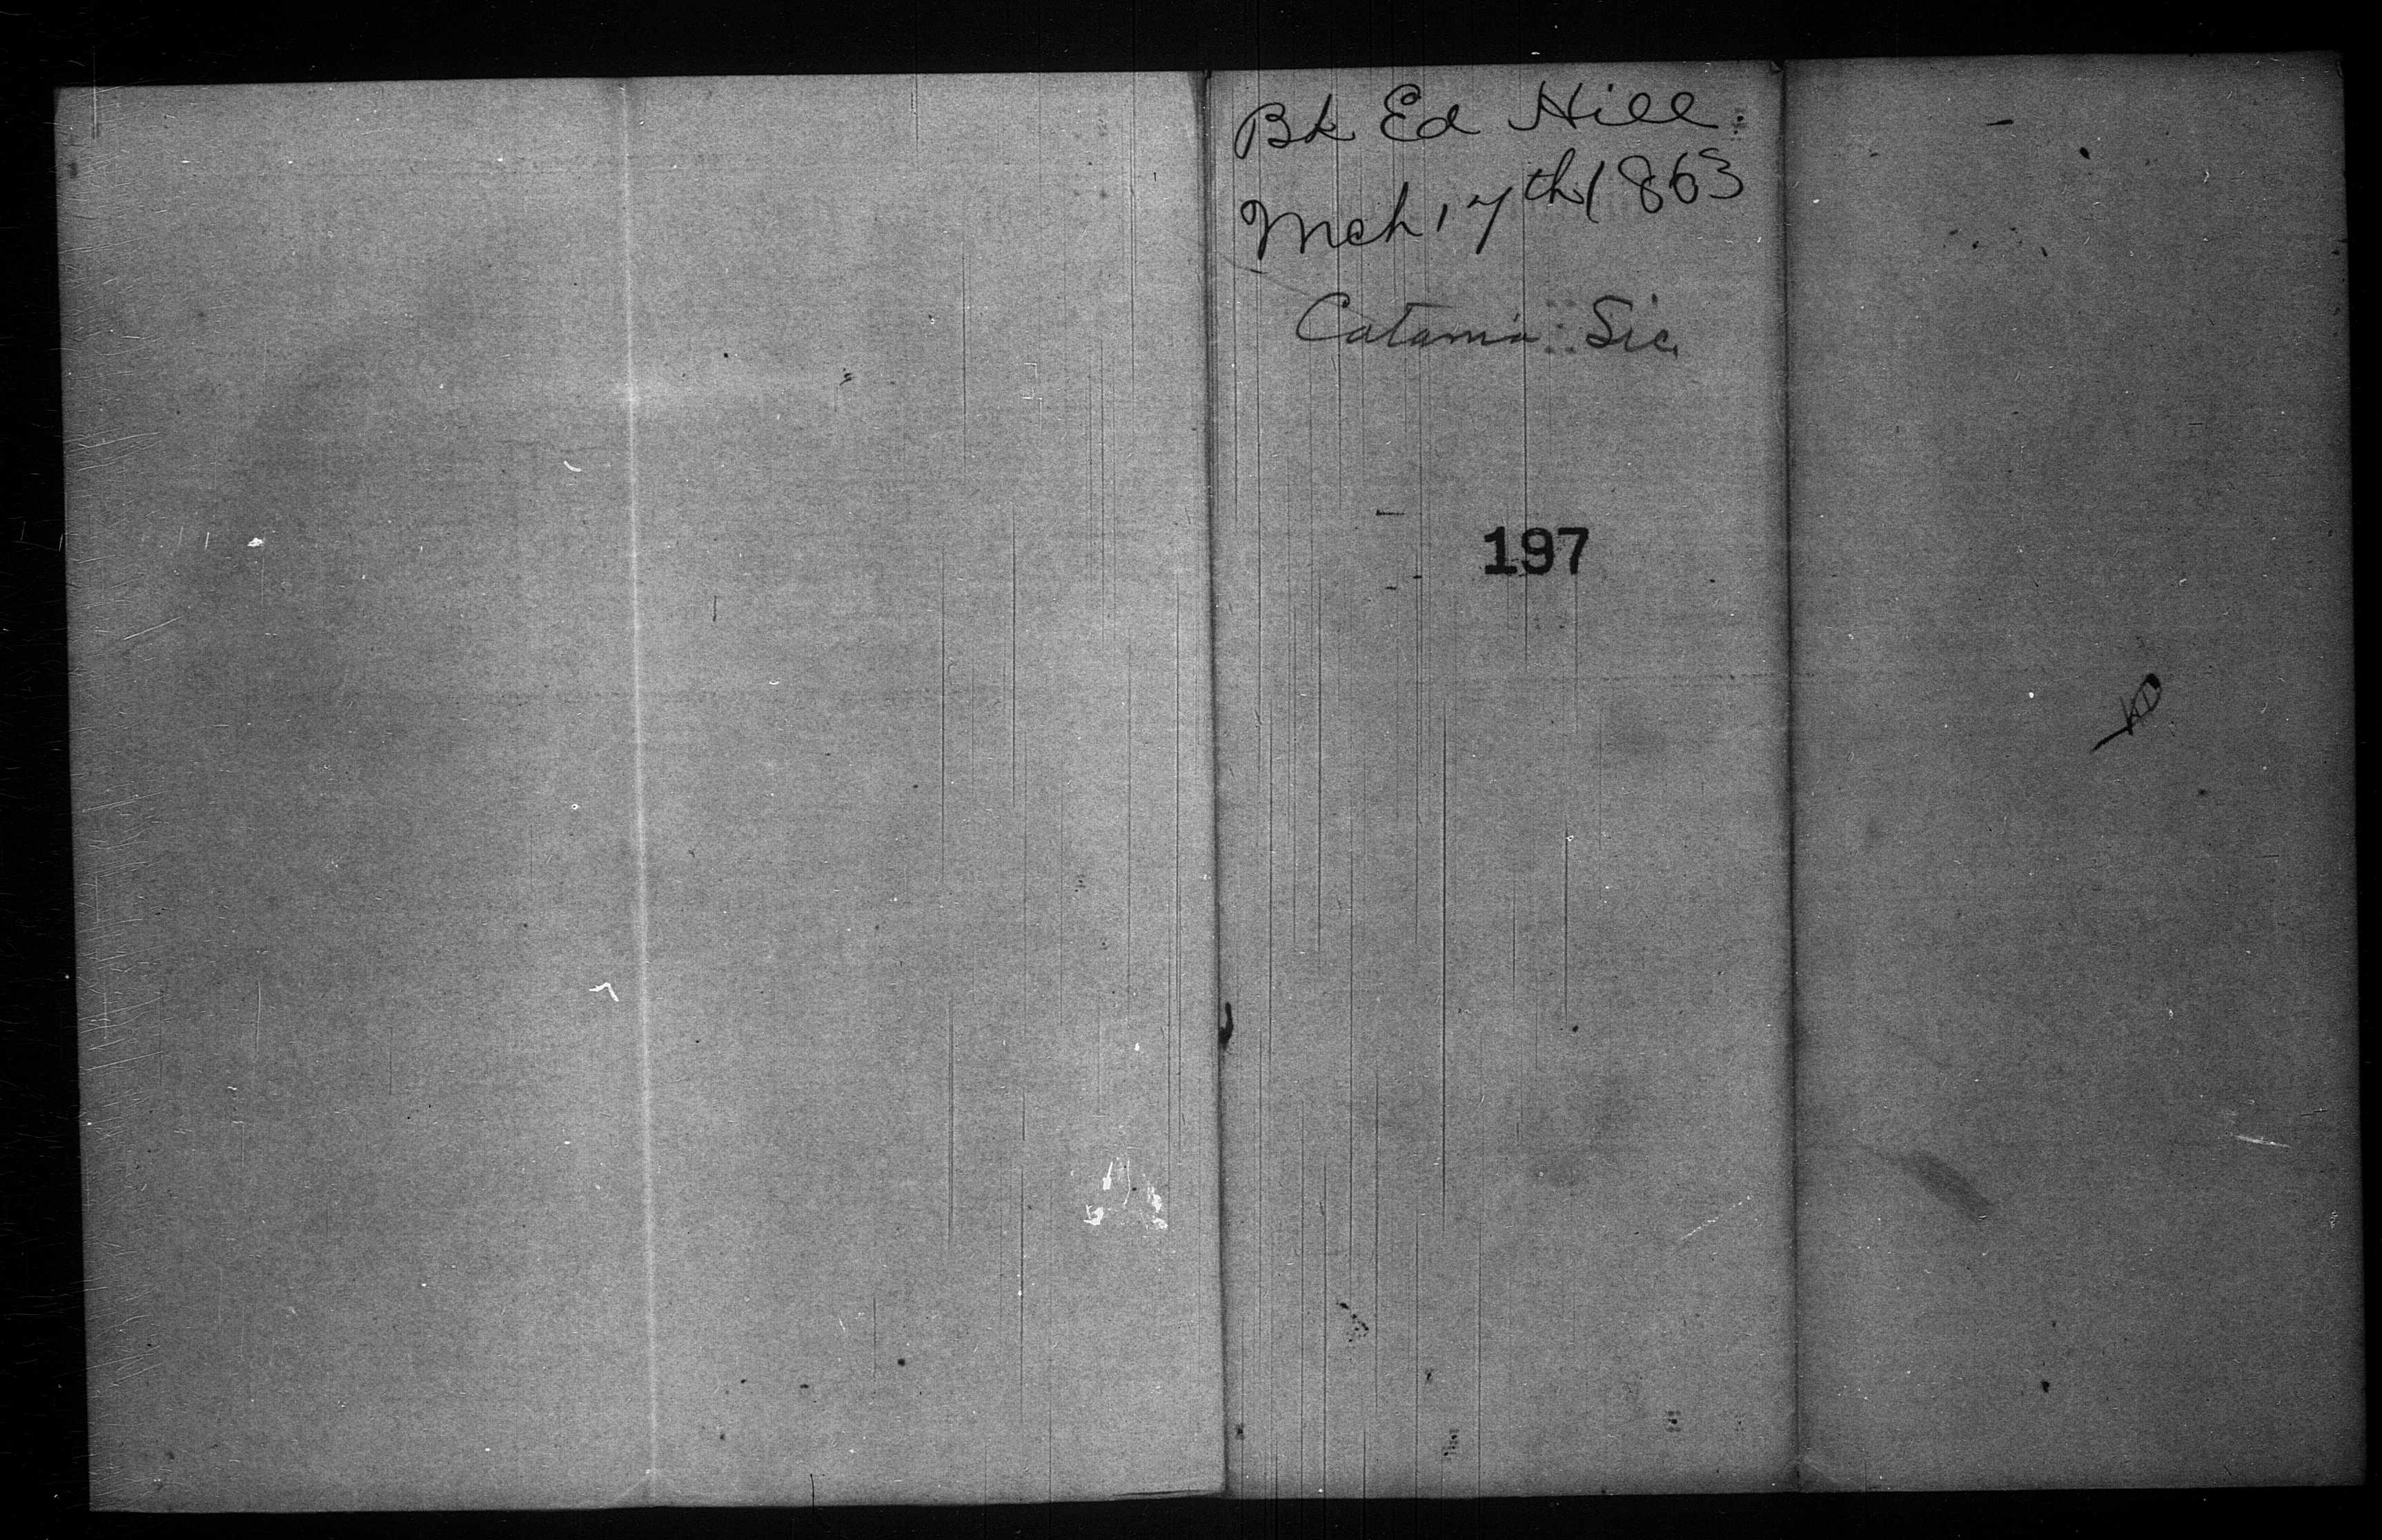 Bk Ed Hill
Mch 17th 1863
Catania Sic.
197